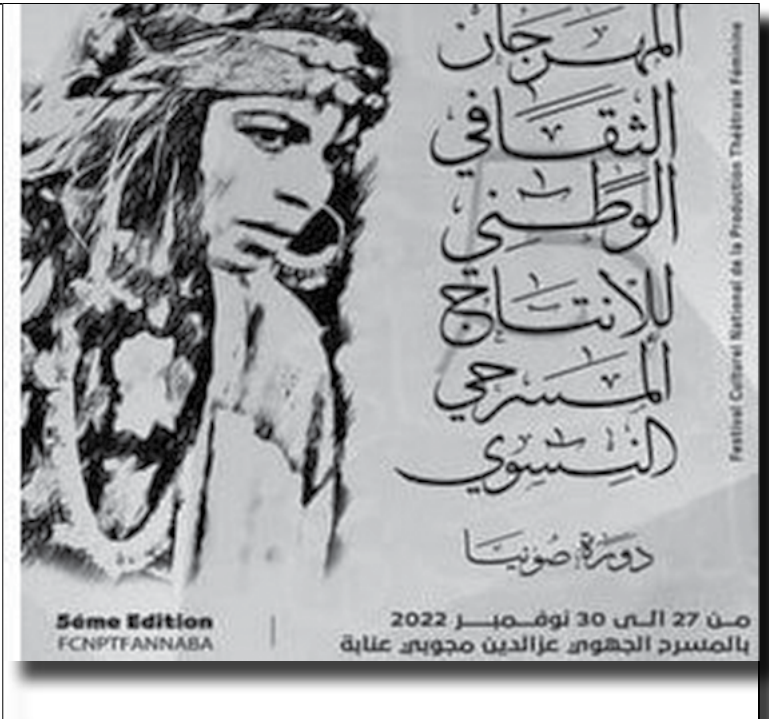 المهرجان
الثقافي
الوطني
للإنتاج
المسرحي
النسوي
دورة صونيا
Festival Culturel National de la Production Théâtrale Féminine
من 27 الى 30 نوفمبر 2022
بالمسرح الجهوي عزالدين مجوبي عنابة
5éme Edition
FCNPTFANNABA